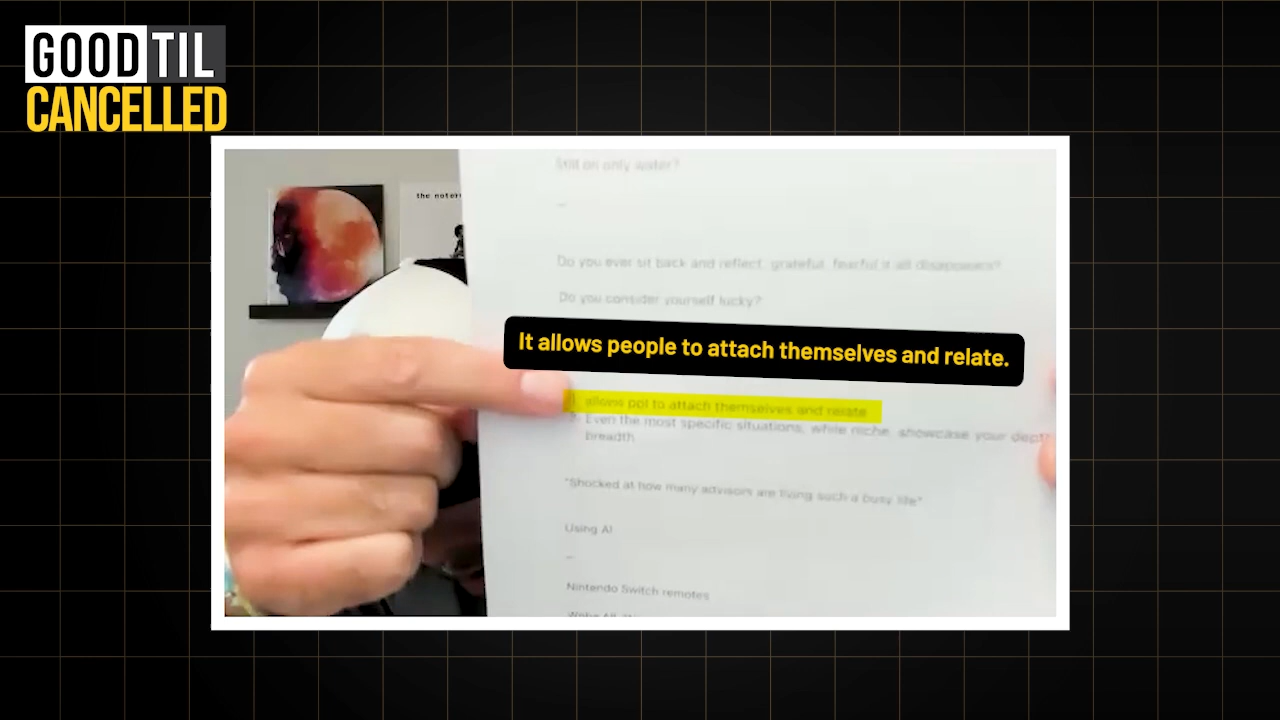 GOOD TIL
CANCELLED
the notor
Still on only water?
Do you ever sit back and reflect, grateful, fearful it all disappears?
Do you consider yourself lucky?
It allows people to attach themselves and relate.
allows ppl to attach themselves and relate
Even the most specific situations, while niche, showcase your dept
breadth
"Shocked at how many advisors are living such a busy life"
Using AI
Nintendo Switch remotes